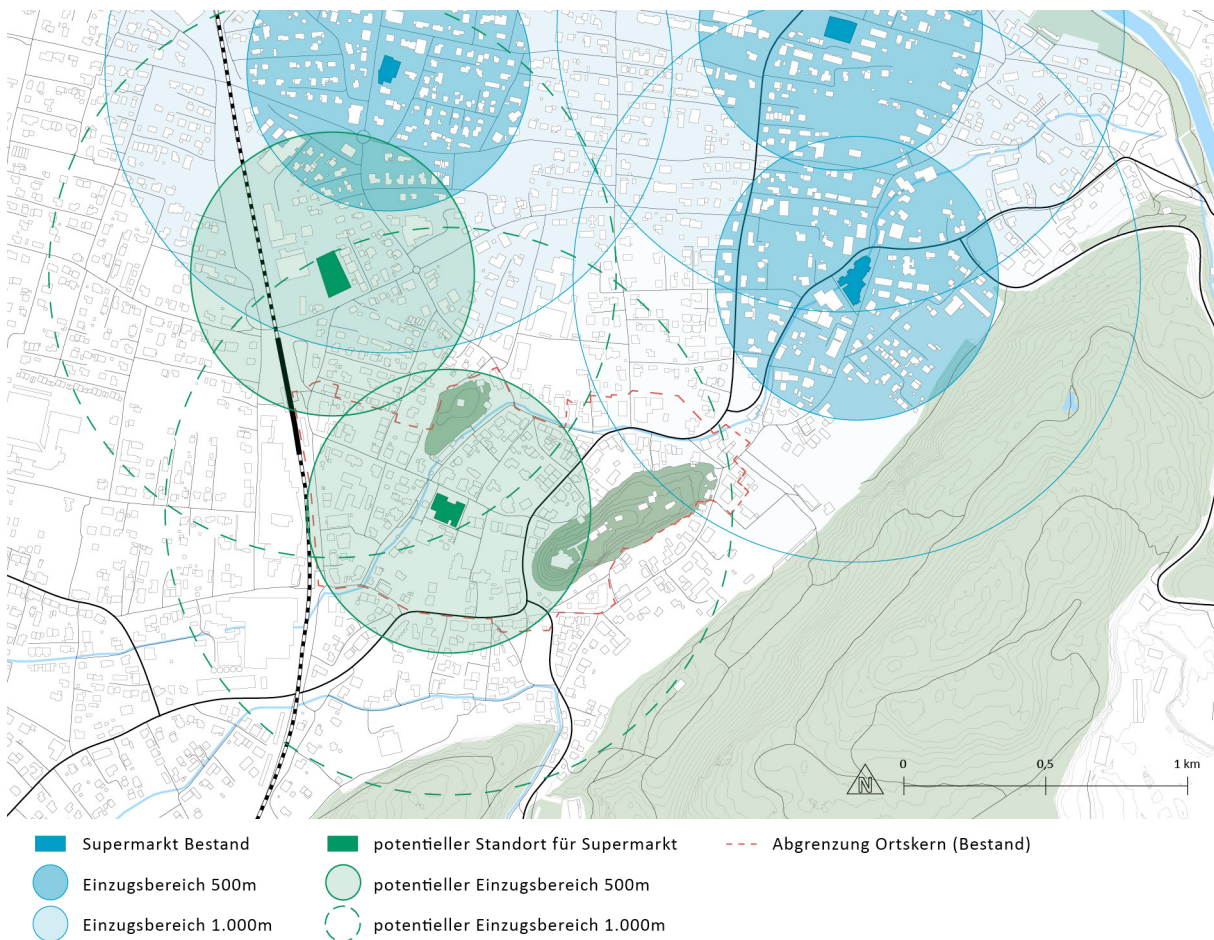 N
0 0,5 1 km
Supermarkt Bestand
potentieller Standort für Supermarkt
Abgrenzung Ortskern (Bestand)
Einzugsbereich 500m
potentieller Einzugsbereich 500m
Einzugsbereich 1.000m
potentieller Einzugsbereich 1.000m